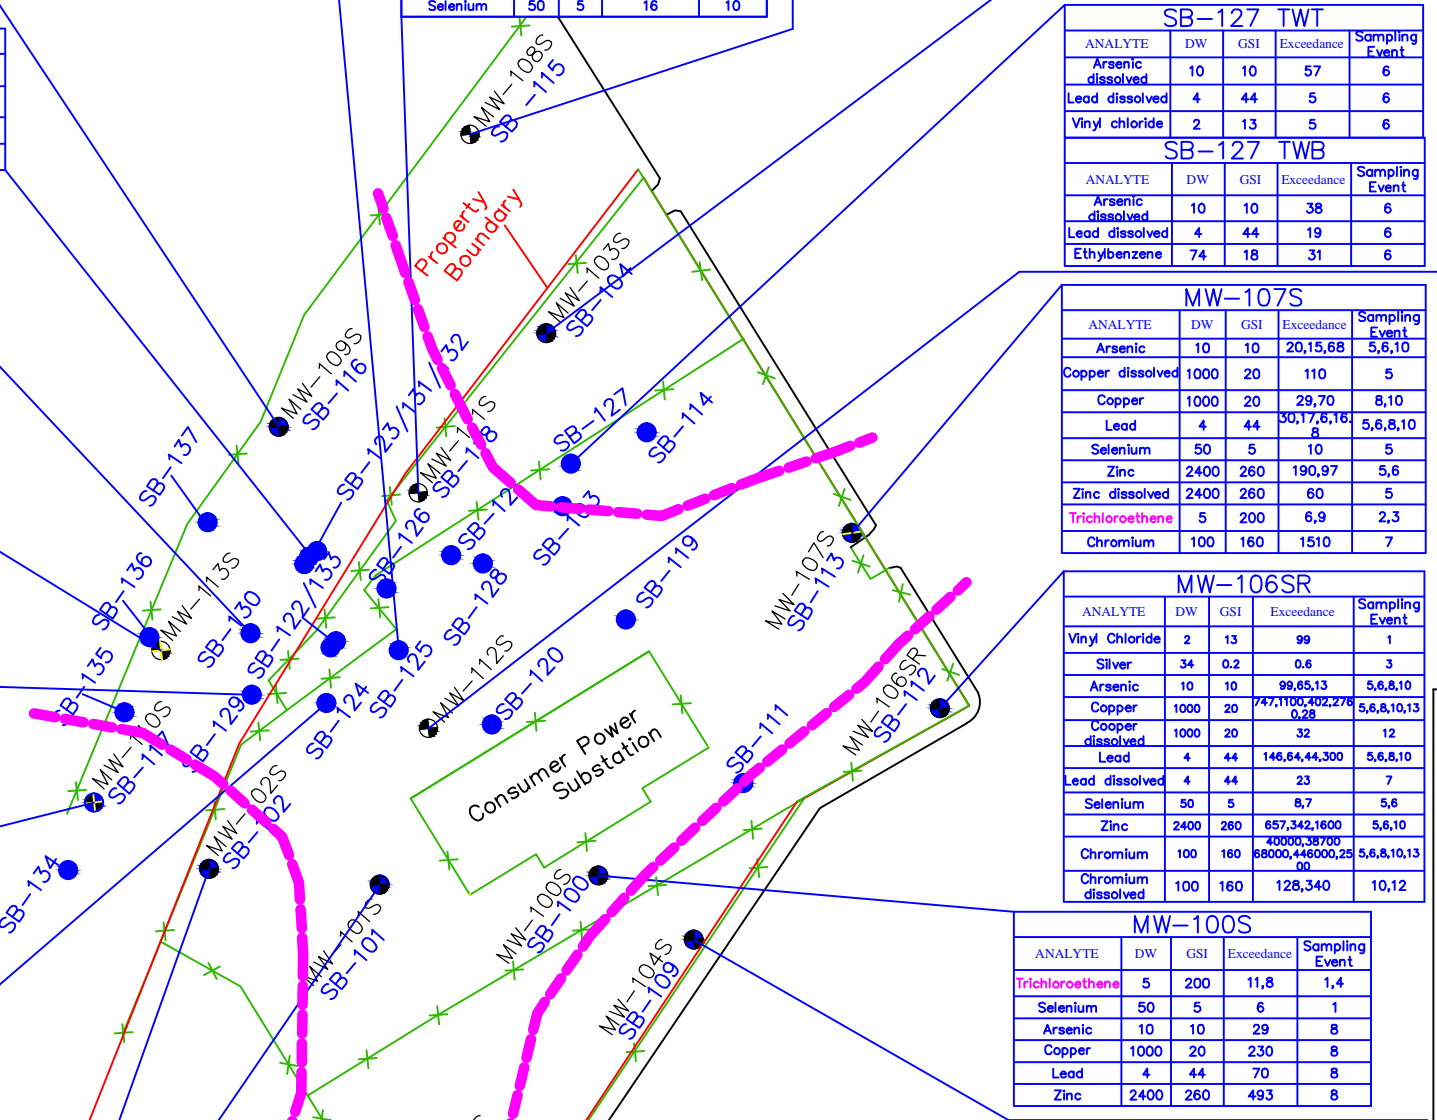 Selenium 50 5 16 10
SB-127 TWT
ANALYTE DW GSI Exceedance Sampling Event
Arsenic dissolved 10 10 57 6
Lead dissolved 4 44 5 6
Vinyl chloride 2 13 5 6
SB-127 TWB
ANALYTE DW GSI Exceedance Sampling Event
Arsenic dissolved 10 10 38 6
Lead dissolved 4 44 19 6
Ethylbenzene 74 18 31 6
MW-107S
ANALYTE DW GSI Exceedance Sampling Event
Arsenic 10 10 20,15,68 5,6,10
Copper dissolved 1000 20 110 5
Copper 1000 20 29,70 8,10
Lead 4 44 30,17,6,16. 8 5,6,8,10
Selenium 50 5 10 5
Zinc 2400 260 190,97 5,6
Zinc dissolved 2400 260 60 5
Trichloroethene 5 200 6,9 2,3
Chromium 100 160 1510 7
MW-106SR
ANALYTE DW GSI Exceedance Sampling Event
Vinyl Chloride 2 13 99 1
Silver 34 0.2 0.6 3
Arsenic 10 10 99,65,13 5,6,8,10
Copper 1000 20 747,1100,402,276 0,28 5,6,8,10,13
Cooper dissolved 1000 20 32 12
Lead 4 44 146,64,44,300 5,6,8,10
Lead dissolved 4 44 23 7
Selenium 50 5 8,7 5,6
Zinc 2400 260 657,342,1600 5,6,10
Chromium 100 160 40000,38700 68000,446000,25 00 5,6,8,10,13
Chromium dissolved 100 160 128,340 10,12
MW-100S
ANALYTE DW GSI Exceedance Sampling Event
Trichloroethene 5 200 11,8 1,4
Selenium 50 5 6 1
Arsenic 10 10 29 8
Copper 1000 20 230 8
Lead 4 44 70 8
Zinc 2400 260 493 8
MW-108S
SB -115
Property
Boundary
MW-103S
SB-104
MW-109S
SB-116
SB-123/131/132
SB-137
SB-127
SB-114
SB-126
SB-119
MW-107S
SB-113
SB-136
MW-113S
SB-130
SB-122/133
SB-128
SB-125
MW-112S
SB-120
SB-135
MW-110S
SB-117
SB-129
SB-124
Consumer Power
Substation
SB-111
MW-106SR
SB-112
MW-102S
SB-102
SB-134
MW-101S
SB-101
MW-100S
SB-100
MW-104S
SB-109